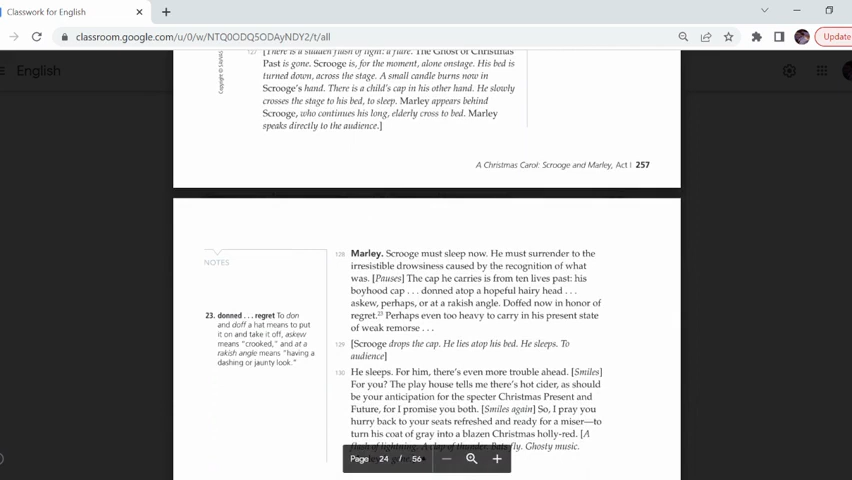 Classwork for English
classroom.google.com/u/0/w/NTQ0ODQ5ODAyNDY2/t/all
Update
English
Copyright © SAVVAS
127 [There is a sudden flash of light: a flare. The Ghost of Christmas
Past is gone. Scrooge is, for the moment, alone onstage. His bed is
turned down, across the stage. A small candle burns now in
Scrooge's hand. There is a child's cap in his other hand. He slowly
crosses the stage to his bed, to sleep. Marley appears behind
Scrooge, who continues his long, elderly cross to bed. Marley
speaks directly to the audience.]
A Christmas Carol: Scrooge and Marley, Act I 257
NOTES
23. donned . . . regret To don
and doff a hat means to put
it on and take it off, askew
means "crooked," and at a
rakish angle means "having a
dashing or jaunty look."
128 Marley. Scrooge must sleep now. He must surrender to the
irresistible drowsiness caused by the recognition of what
was. [Pauses] The cap he carries is from ten lives past: his
boyhood cap . . . donned atop a hopeful hairy head . . .
askew, perhaps, or at a rakish angle. Doffed now in honor of
regret.23 Perhaps even too heavy to carry in his present state
of weak remorse . . .
129 [Scrooge drops the cap. He lies atop his bed. He sleeps. To
audience]
130 He sleeps. For him, there's even more trouble ahead. [Smiles]
For you? The play house tells me there's hot cider, as should
be your anticipation for the specter Christmas Present and
Future, for I promise you both. [Smiles again] So, I pray you
hurry back to your seats refreshed and ready for a miser—to
turn his coat of gray into a blazen Christmas holly-red. [A
flash of lightning. A clap of thunder. Bats fly. Ghosty music.
Page 24 / 56